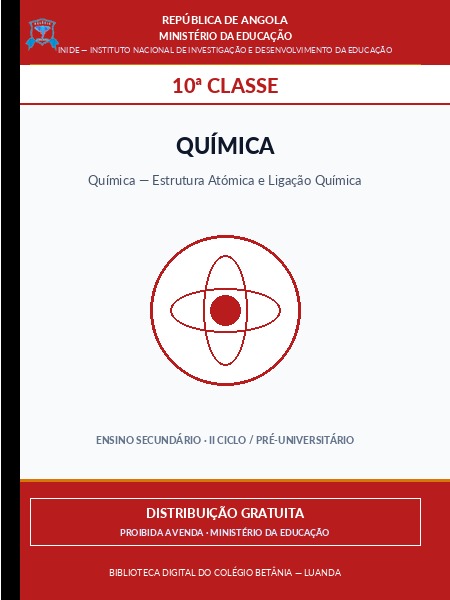 REPÚBLICA DE ANGOLA
MINISTÉRIO DA EDUCAÇÃO
INIDE — INSTITUTO NACIONAL DE INVESTIGAÇÃO E DESENVOLVIMENTO DA EDUCAÇÃO
10ª CLASSE
QUÍMICA
Química — Estrutura Atómica e Ligação Química
ENSINO SECUNDÁRIO · II CICLO / PRÉ-UNIVERSITÁRIO
DISTRIBUIÇÃO GRATUITA
PROIBIDA A VENDA · MINISTÉRIO DA EDUCAÇÃO
BIBLIOTECA DIGITAL DO COLÉGIO BETÂNIA — LUANDA